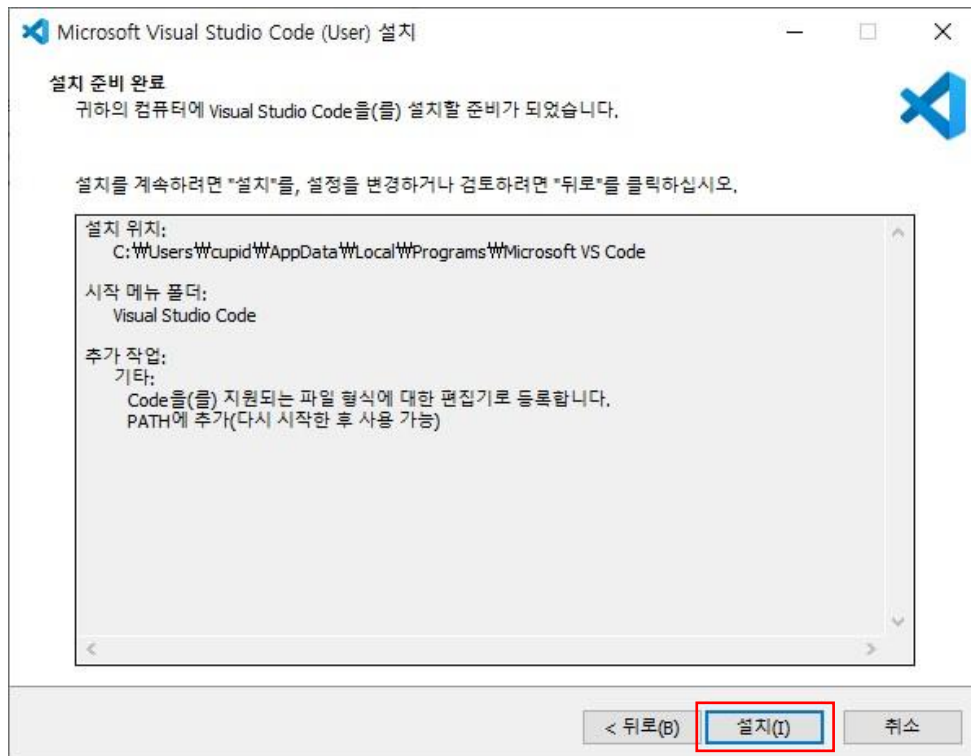 Microsoft Visual Studio Code (User) 설치
설치 준비 완료
귀하의 컴퓨터에 Visual Studio Code을(를) 설치할 준비가 되었습니다.
설치를 계속하려면 "설치"를, 설정을 변경하거나 검토하려면 "뒤로"를 클릭하십시오.
설치 위치:
C:₩Users₩cupid₩AppData₩Local₩Programs₩Microsoft VS Code
시작 메뉴 폴더:
Visual Studio Code
추가 작업:
기타:
Code을(를) 지원되는 파일 형식에 대한 편집기로 등록합니다.
PATH에 추가(다시 시작한 후 사용 가능)
< 뒤로(B) 설치(I) 취소